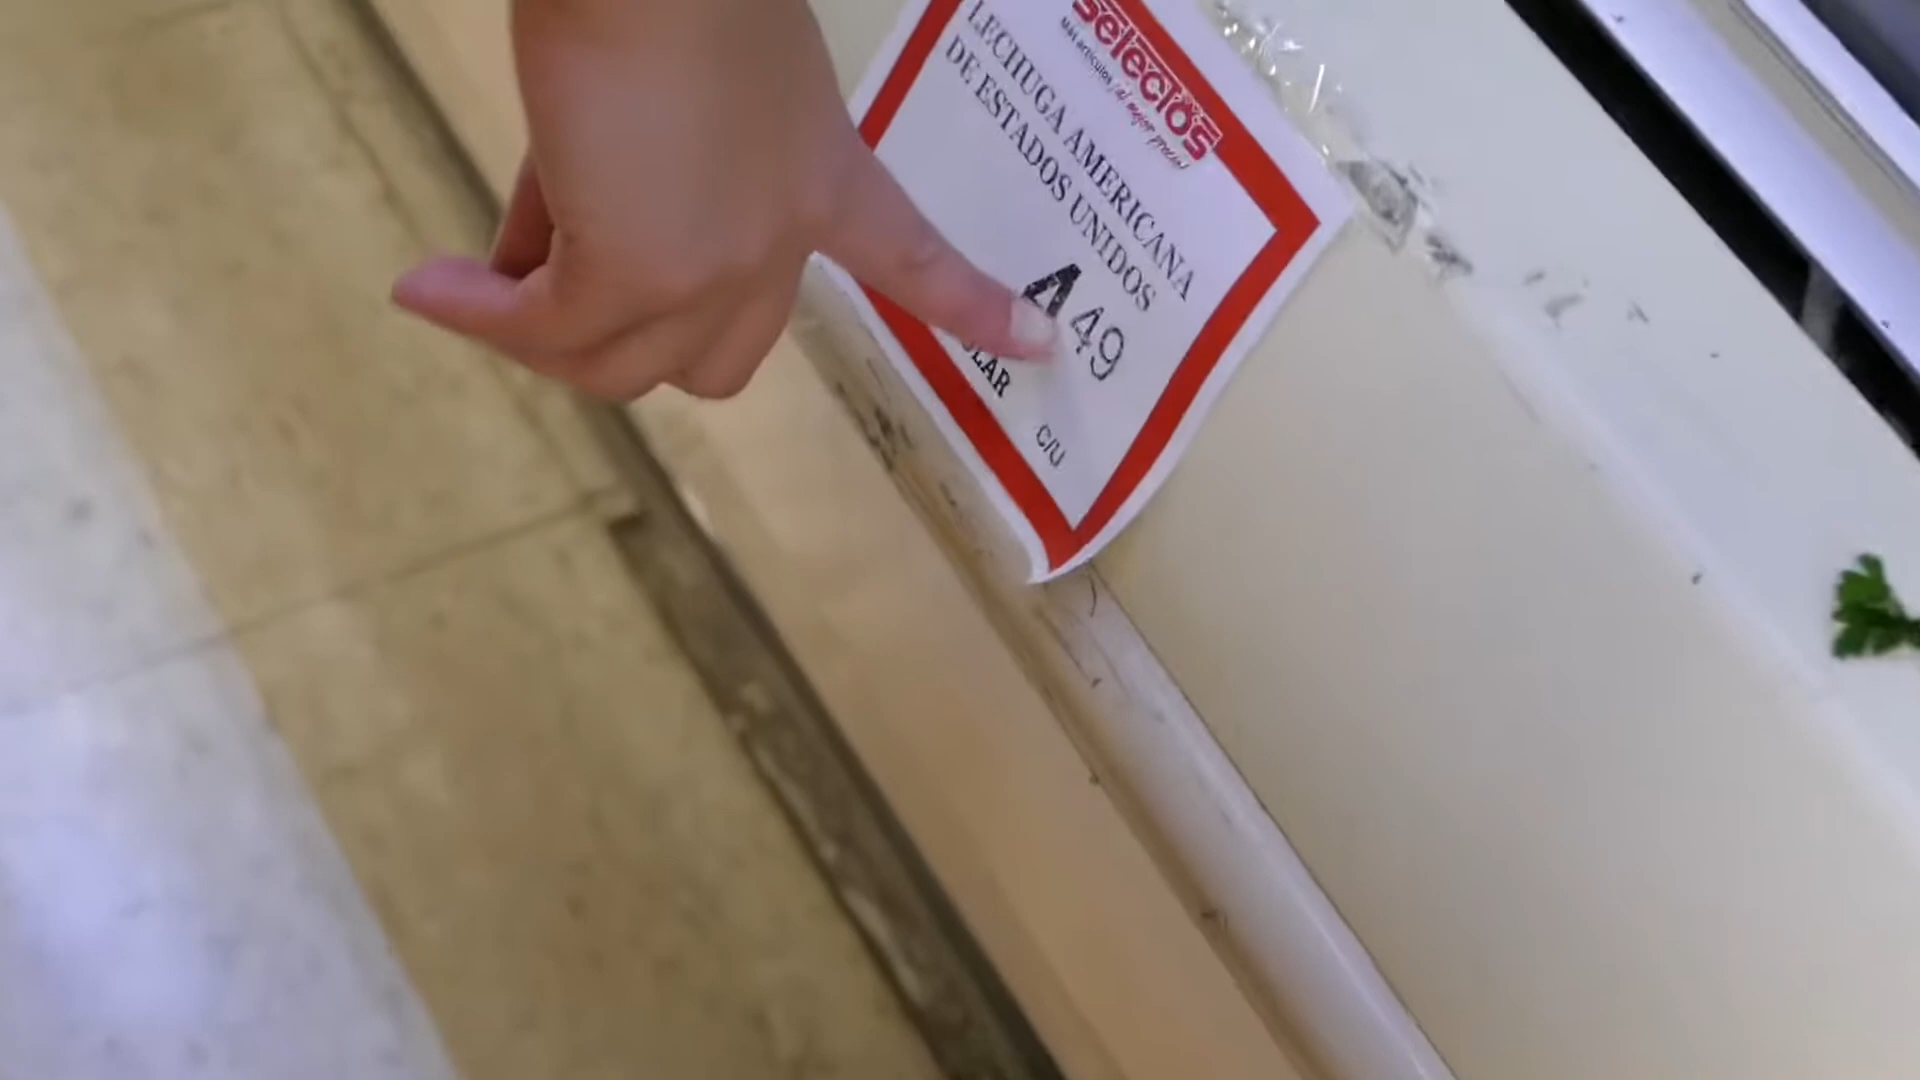 selectos
Más artículos ¡al mejor precio!
LECHUGA AMERICANA
DE ESTADOS UNIDOS
4 49
C/U